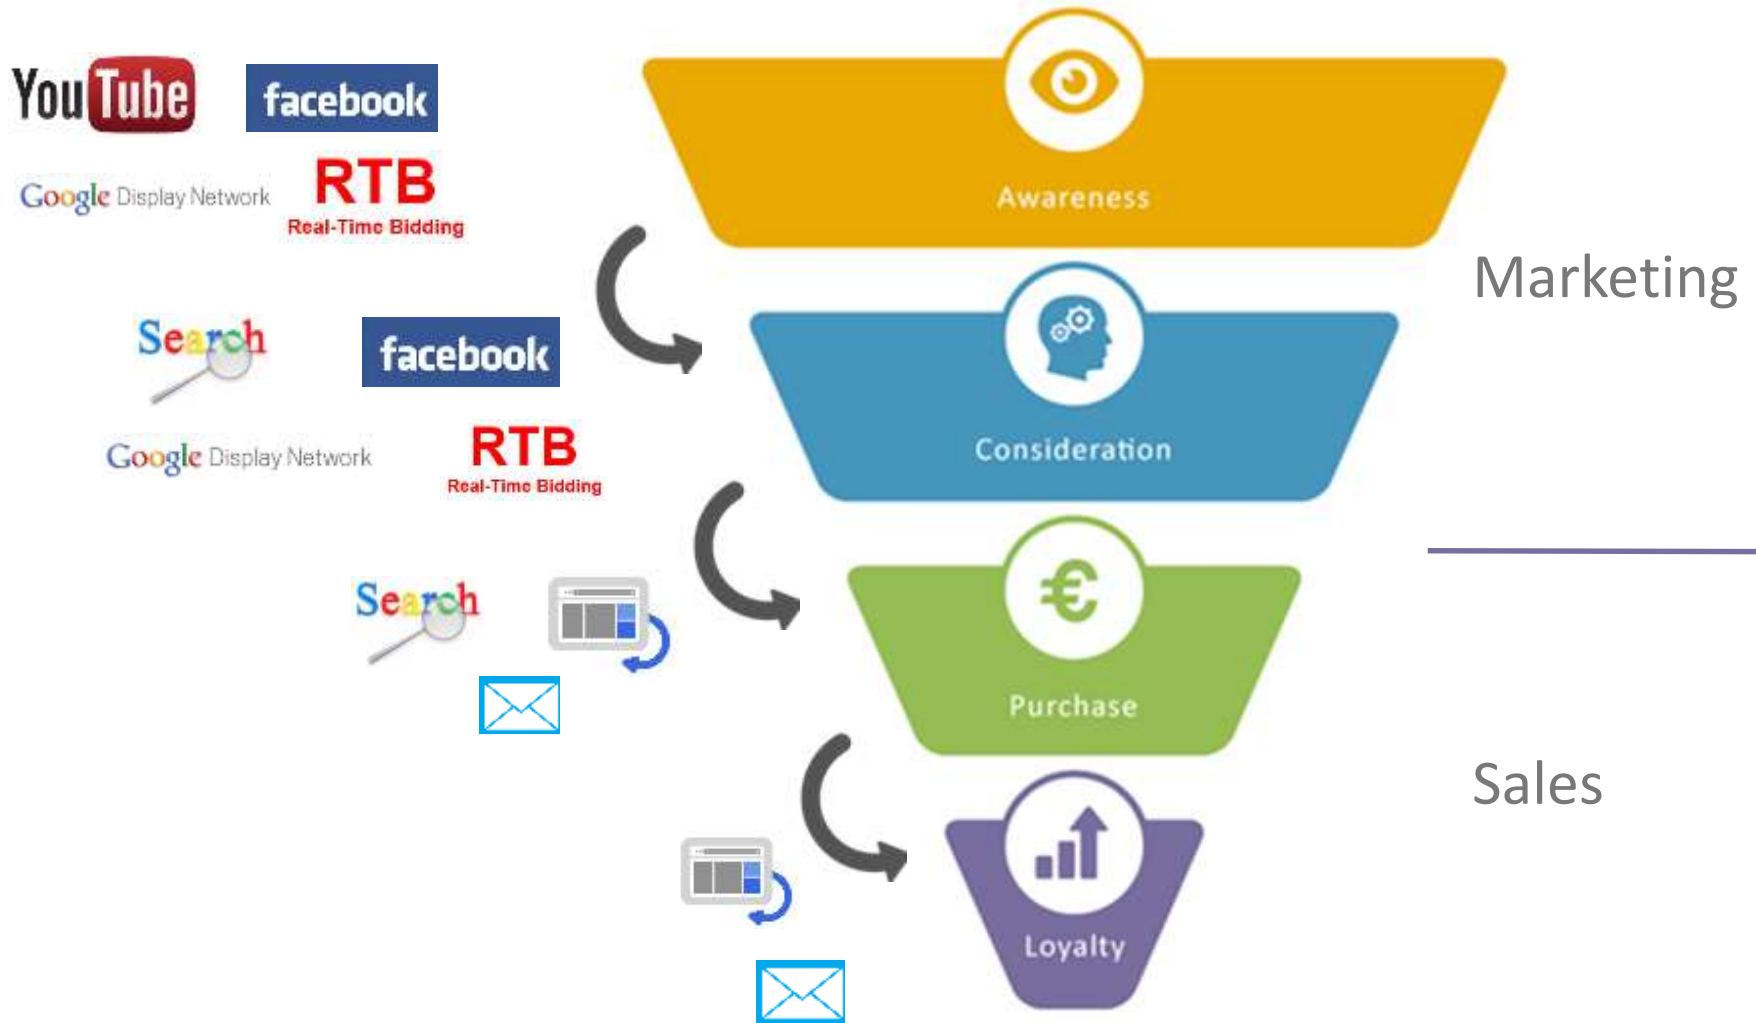 YouTube
facebook
Google Display Network
RTB
Real-Time Bidding
Awareness
Marketing
Search
facebook
Google Display Network
RTB
Real-Time Bidding
Consideration
Search
€
Purchase
Sales
Loyalty